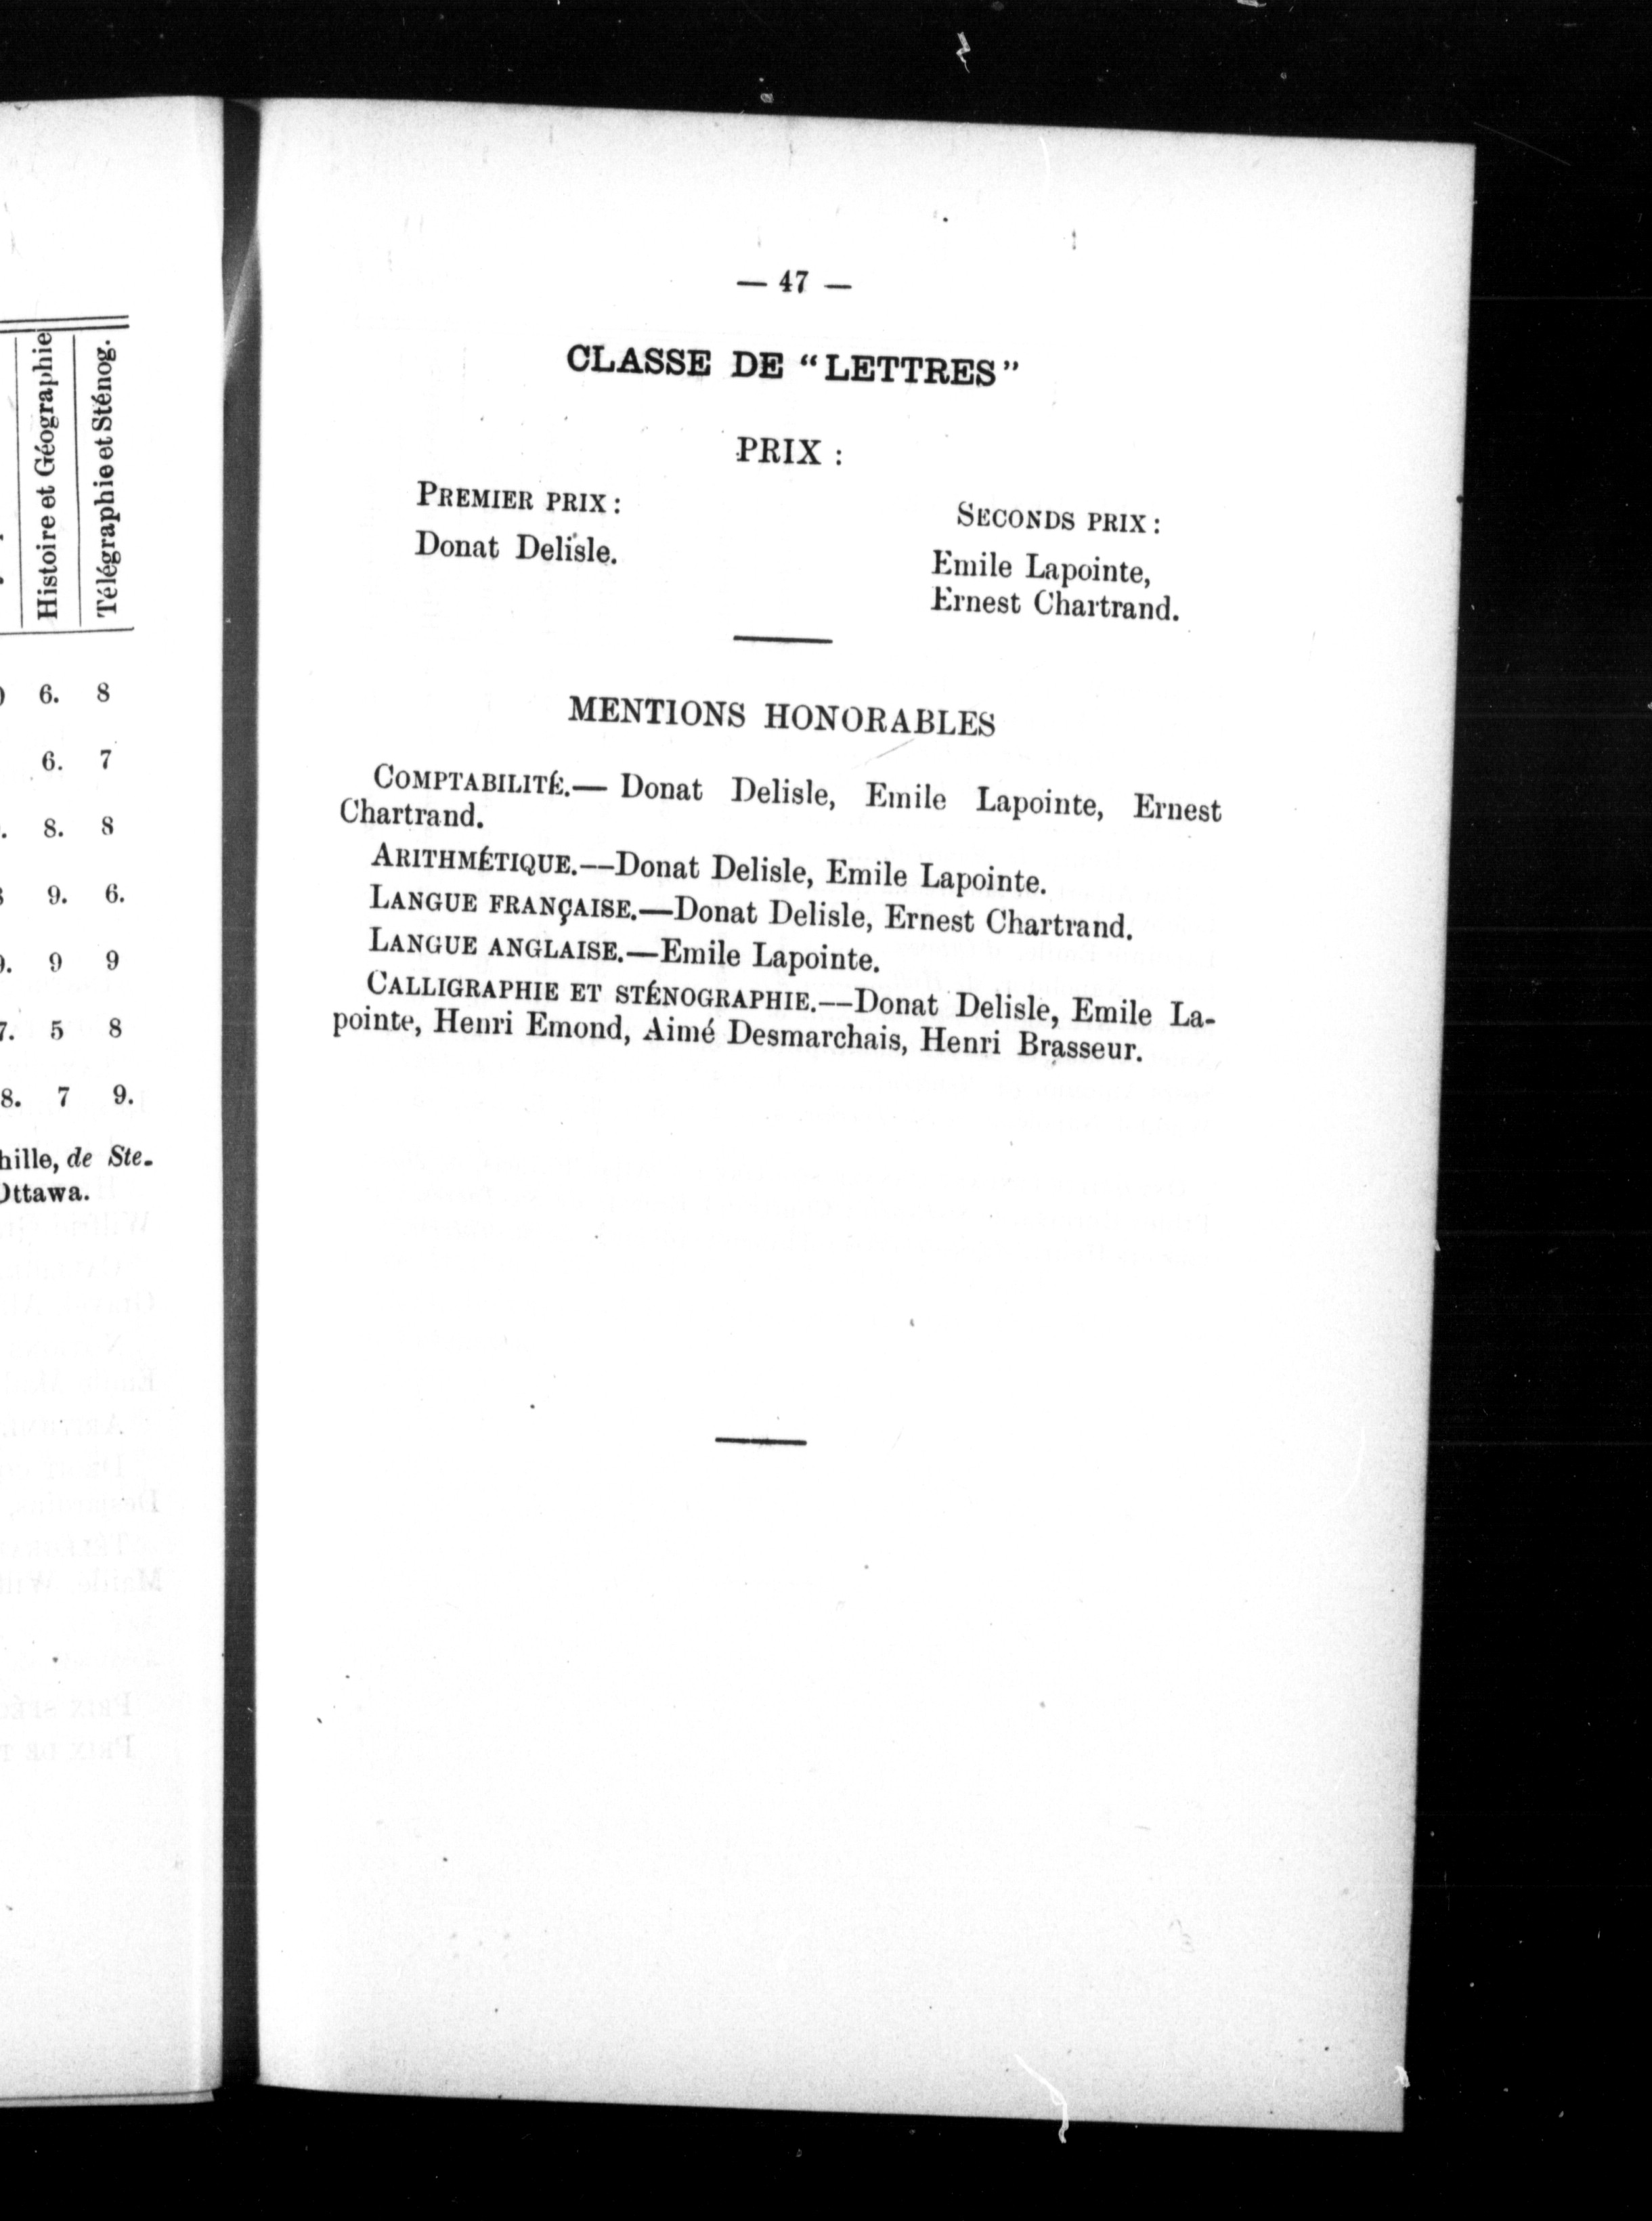 Histoire et Géographie
Télégraphie et Sténog.
6. 8
6. 7
8. 8
9. 6.
9 9
7. 5 8
8. 7 9.
hille, de Ste.
Ottawa.
— 47 —
CLASSE DE “LETTRES”
PRIX :
PREMIER PRIX :
Donat Delisle.
SECONDS PRIX :
Emile Lapointe,
Ernest Chartrand.
MENTIONS HONORABLES
COMPTABILITÉ.— Donat Delisle, Emile Lapointe, Ernest
Chartrand.
ARITHMÉTIQUE.—Donat Delisle, Emile Lapointe.
LANGUE FRANÇAISE.—Donat Delisle, Ernest Chartrand.
LANGUE ANGLAISE.—Emile Lapointe.
CALLIGRAPHIE ET STÉNOGRAPHIE.—Donat Delisle, Emile La-
pointe, Henri Emond, Aimé Desmarchais, Henri Brasseur.